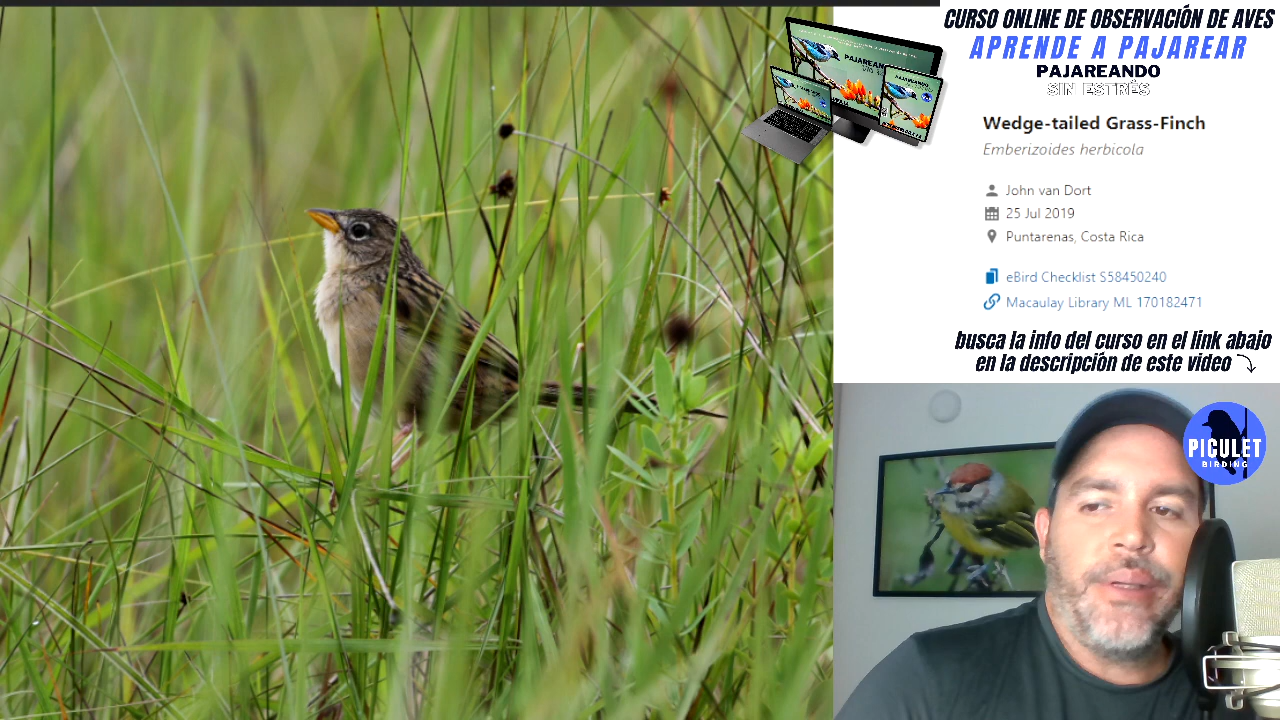 CURSO ONLINE DE OBSERVACIÓN DE AVES
APRENDE A PAJAREAR
PAJAREANDO
SIN ESTRÉS
Wedge-tailed Grass-Finch
Emberizoides herbicola
John van Dort
25 Jul 2019
Puntarenas, Costa Rica
eBird Checklist S58450240
Macaulay Library ML 170182471
busca la info del curso en el link abajo
en la descripción de este video
PICULET
BIRDING